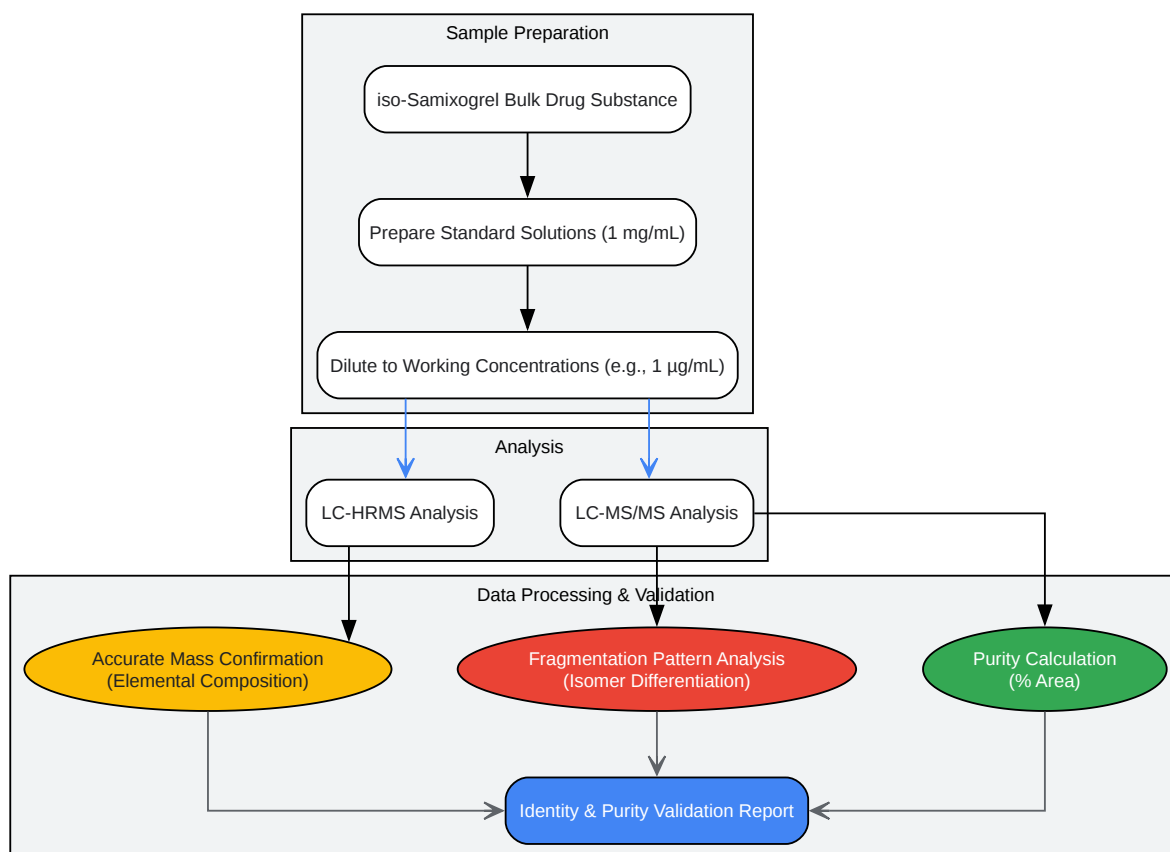 Sample Preparation
iso-Samixogrel Bulk Drug Substance
Prepare Standard Solutions (1 mg/mL)
Dilute to Working Concentrations (e.g., 1 µg/mL)
Analysis
LC-HRMS Analysis
LC-MS/MS Analysis
Data Processing & Validation
Accurate Mass Confirmation
(Elemental Composition)
Fragmentation Pattern Analysis
(Isomer Differentiation)
Purity Calculation
(% Area)
Identity & Purity Validation Report